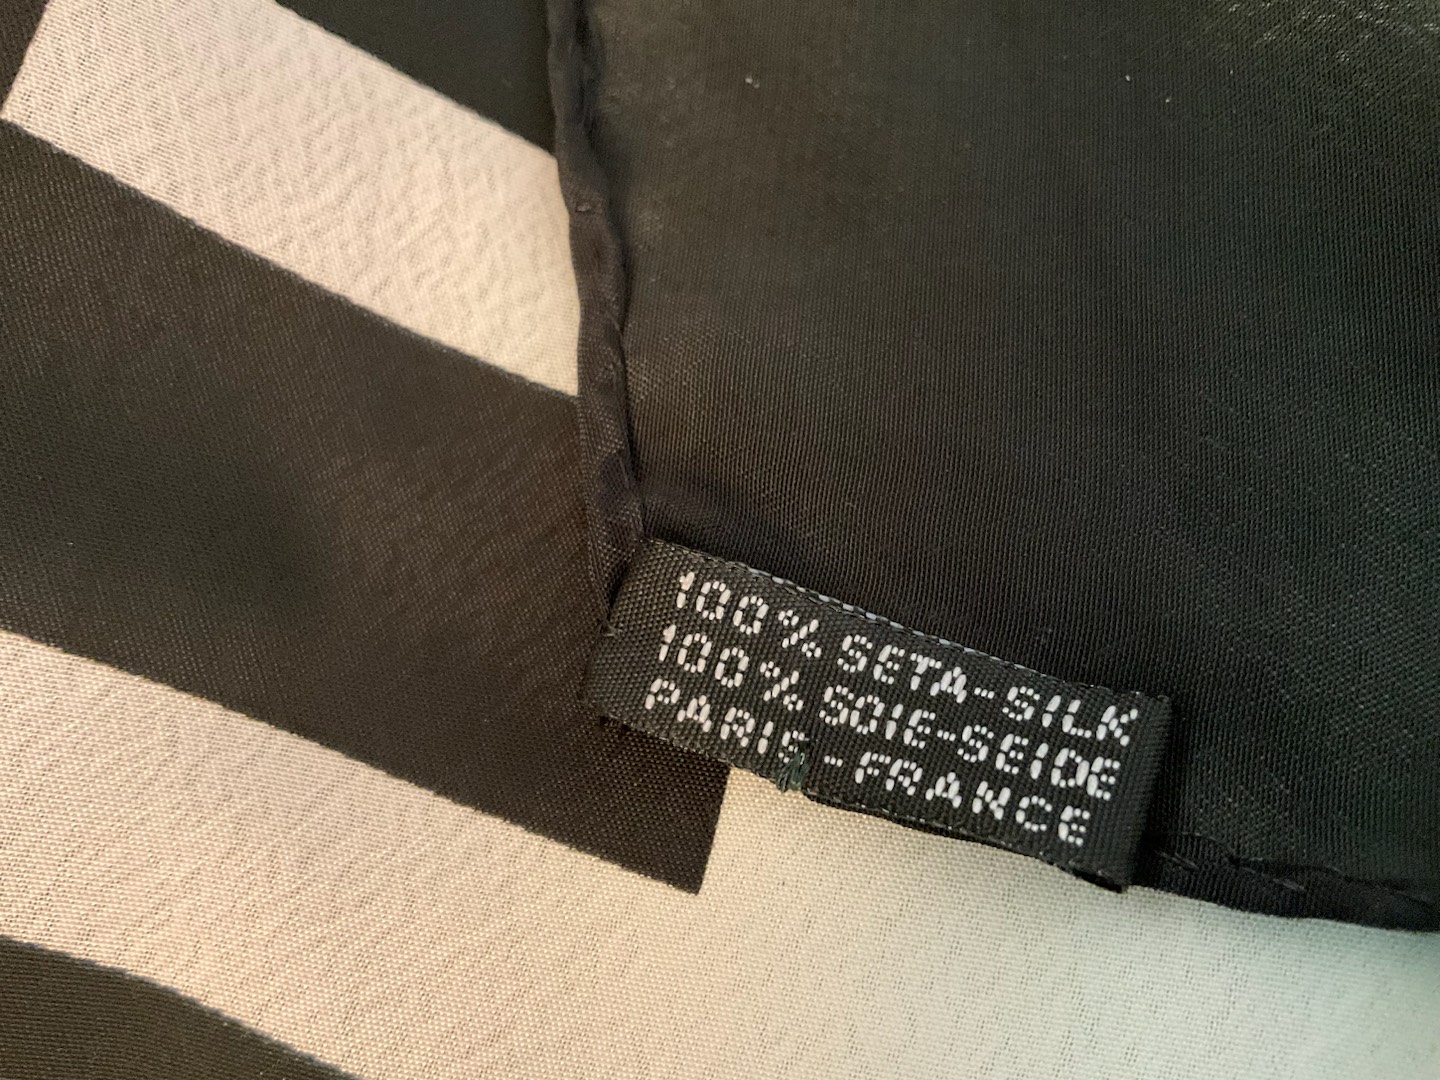 100% SETA-SILK
100% SOIE-SEIDE
PARIS-FRANCE